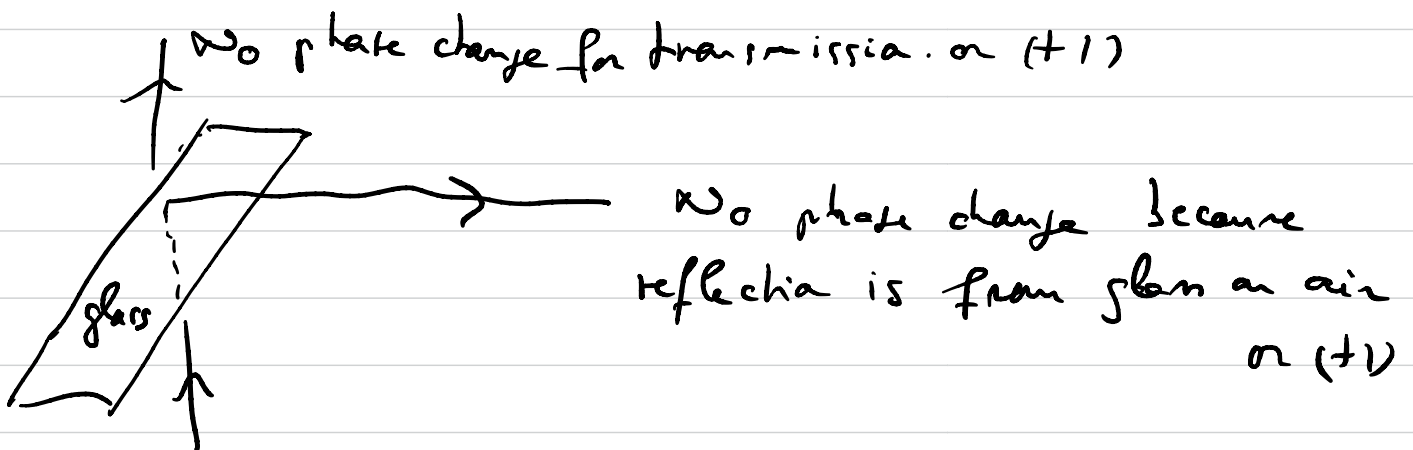 No phase change for transmission. or (+1)
No phase change because
reflection is from glass on air
or (+1)
glass